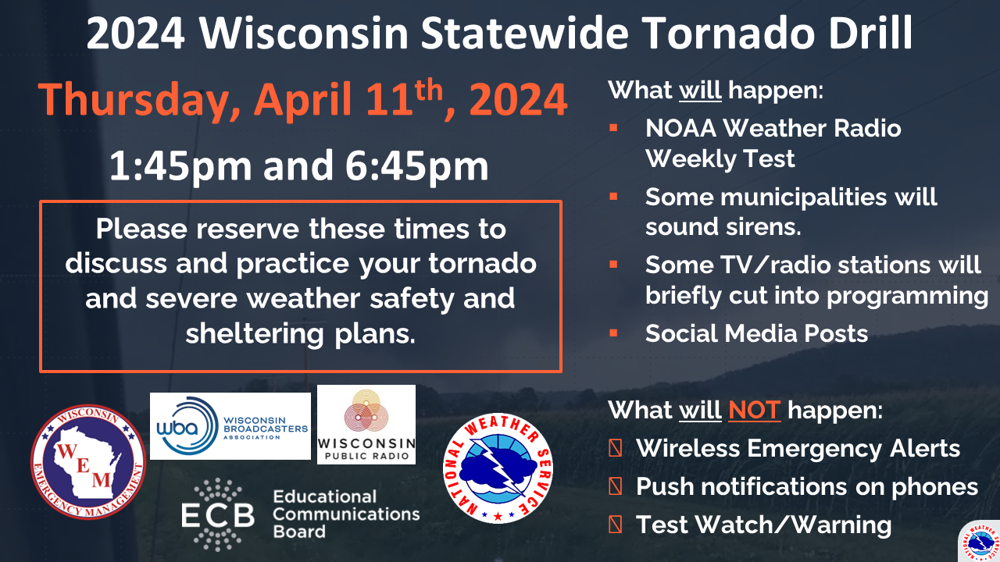 2024 Wisconsin Statewide Tornado Drill
Thursday, April 11th, 2024
1:45pm and 6:45pm
Please reserve these times to
discuss and practice your tornado
and severe weather safety and
sheltering plans.
What will happen:
NOAA Weather Radio
Weekly Test
Some municipalities will
sound sirens.
Some TV/radio stations will
briefly cut into programming
Social Media Posts
What will NOT happen:
Wireless Emergency Alerts
Push notifications on phones
Test Watch/Warning
WISCONSIN
WEM
EMERGENCY MANAGEMENT
wba
WISCONSIN
BROADCASTERS
ASSOCIATION
WISCONSIN
PUBLIC RADIO
ECB
Educational
Communications
Board
NATIONAL WEATHER SERVICE
NATIONAL WEATHER SERVICE